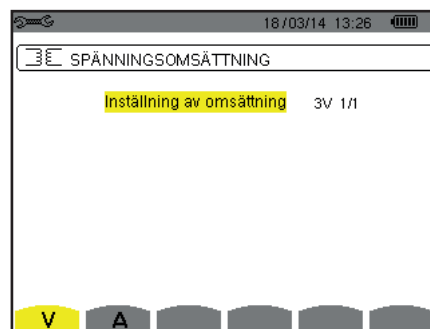 18/03/14 13:26
SPÄNNINGSOMSÄTTNING
Inställning av omsättning 3V 1/1
V A